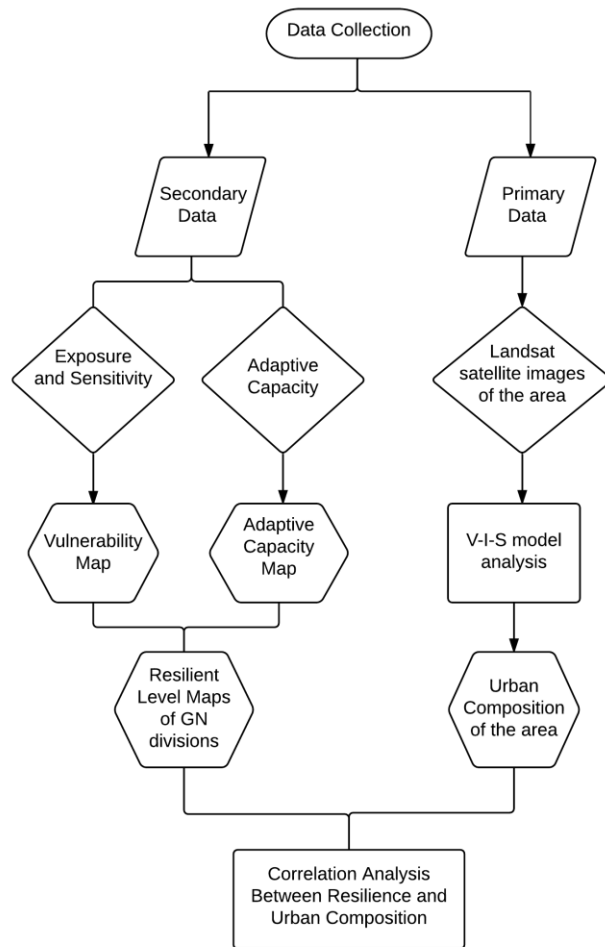 Data Collection
Secondary
Data
Primary
Data
Exposure
and Sensitivity
Adaptive
Capacity
Landsat
satellite images
of the area
Vulnerability
Map
Adaptive
Capacity
Map
V-I-S model
analysis
Resilient
Level Maps
of GN
divisions
Urban
Composition
of the area
Correlation Analysis
Between Resilience and
Urban Composition